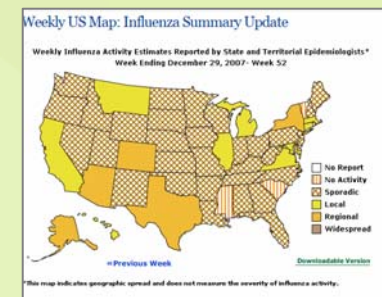 Weekly US Map: Influenza Summary Update
Weekly Influenza Activity Estimates Reported by State and Territorial Epidemiologists*
Week Ending December 29, 2007- Week 52
No Report
No Activity
Sporadic
Local
Regional
Widespread
«Previous Week
Downloadable Version
*This map indicates geographic spread and does not measure the severity of influenza activity.